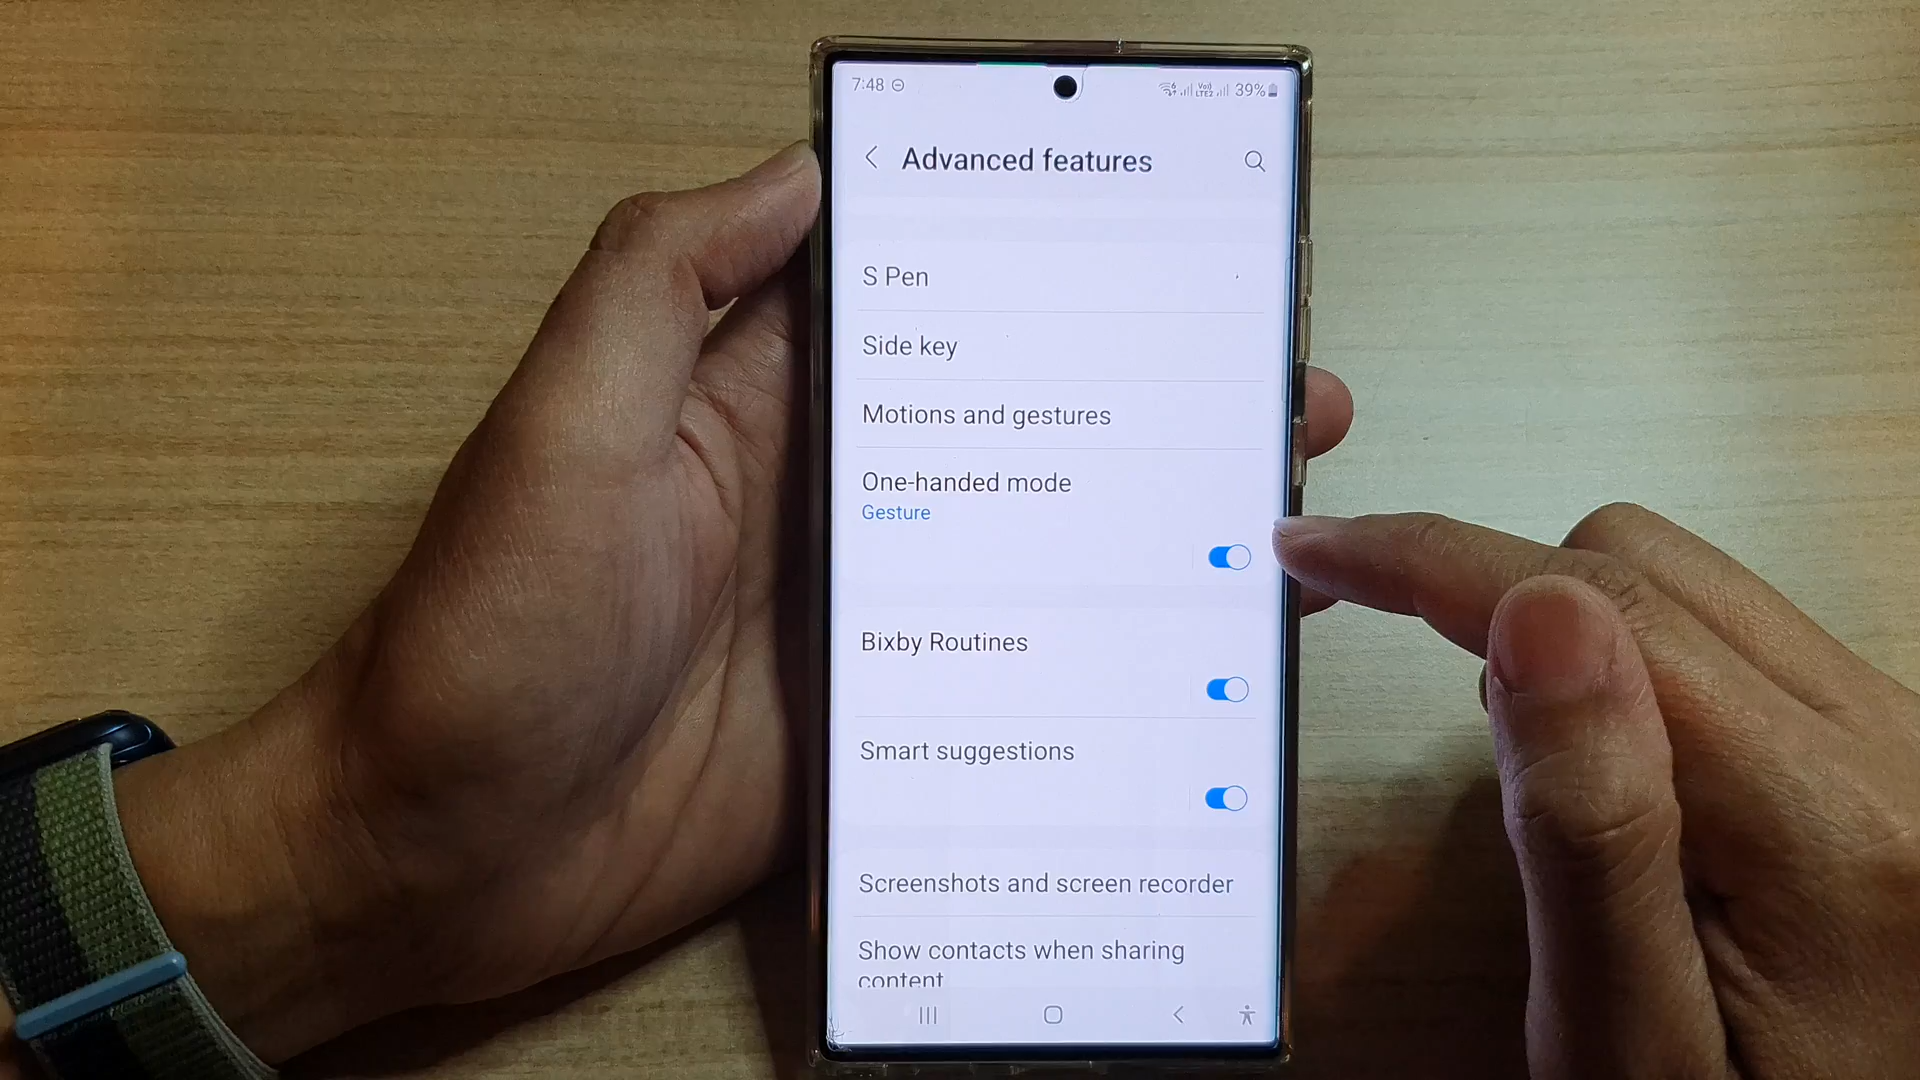 7:48 39%
Advanced features
S Pen
Side key
Motions and gestures
One-handed mode
Gesture
Bixby Routines
Smart suggestions
Screenshots and screen recorder
Show contacts when sharing
content